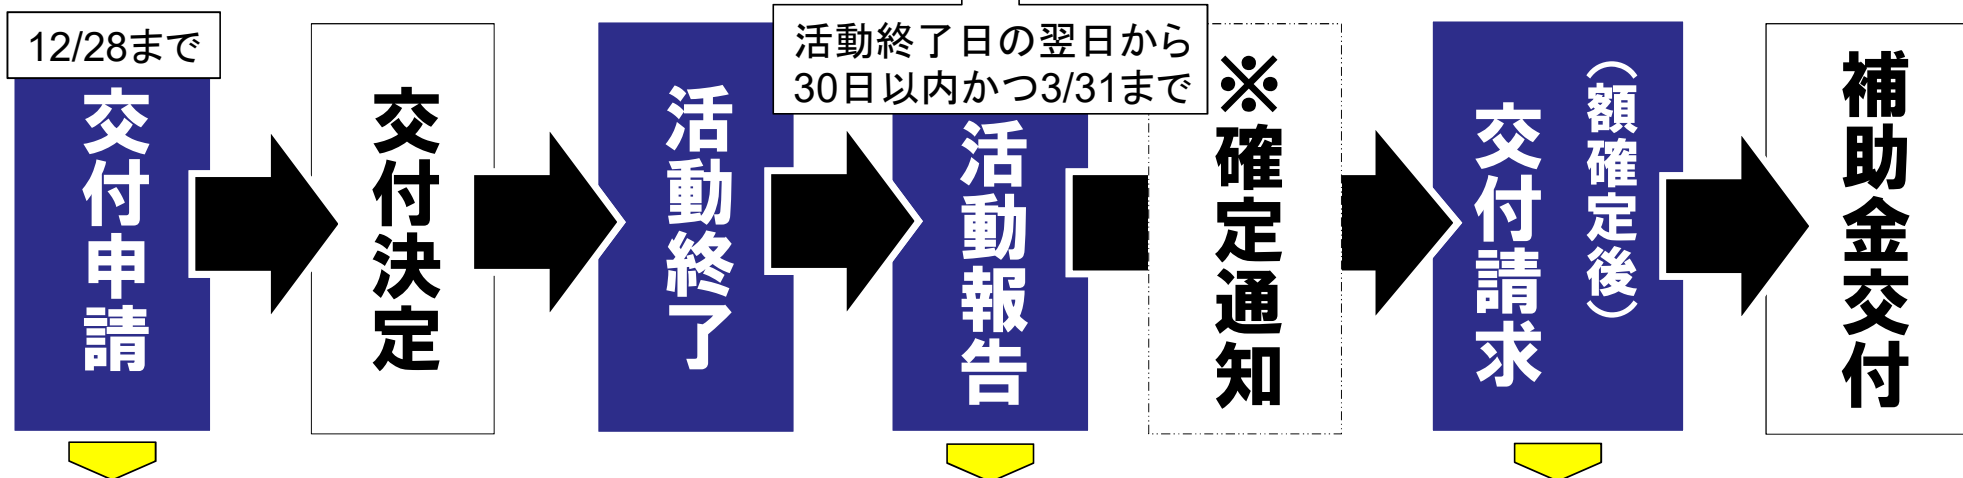 12/28まで
交付申請
交付決定
活動終了
活動終了日の翌日から
30日以内かつ3/31まで
活動報告
※確定通知
(額確定後)
交付請求
補助金交付